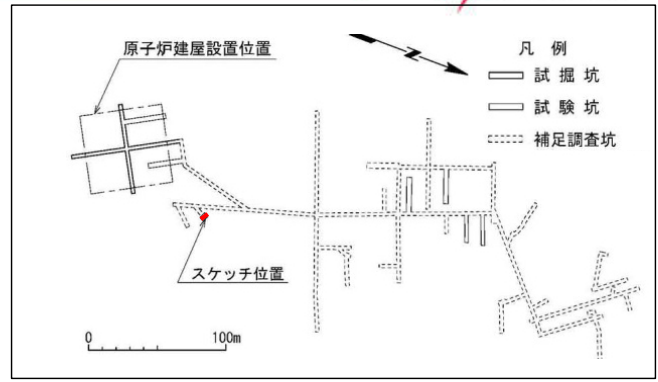 原子炉建屋設置位置
N
凡 例
試 掘 坑
試 験 坑
補足調査坑
スケッチ位置
0 100m